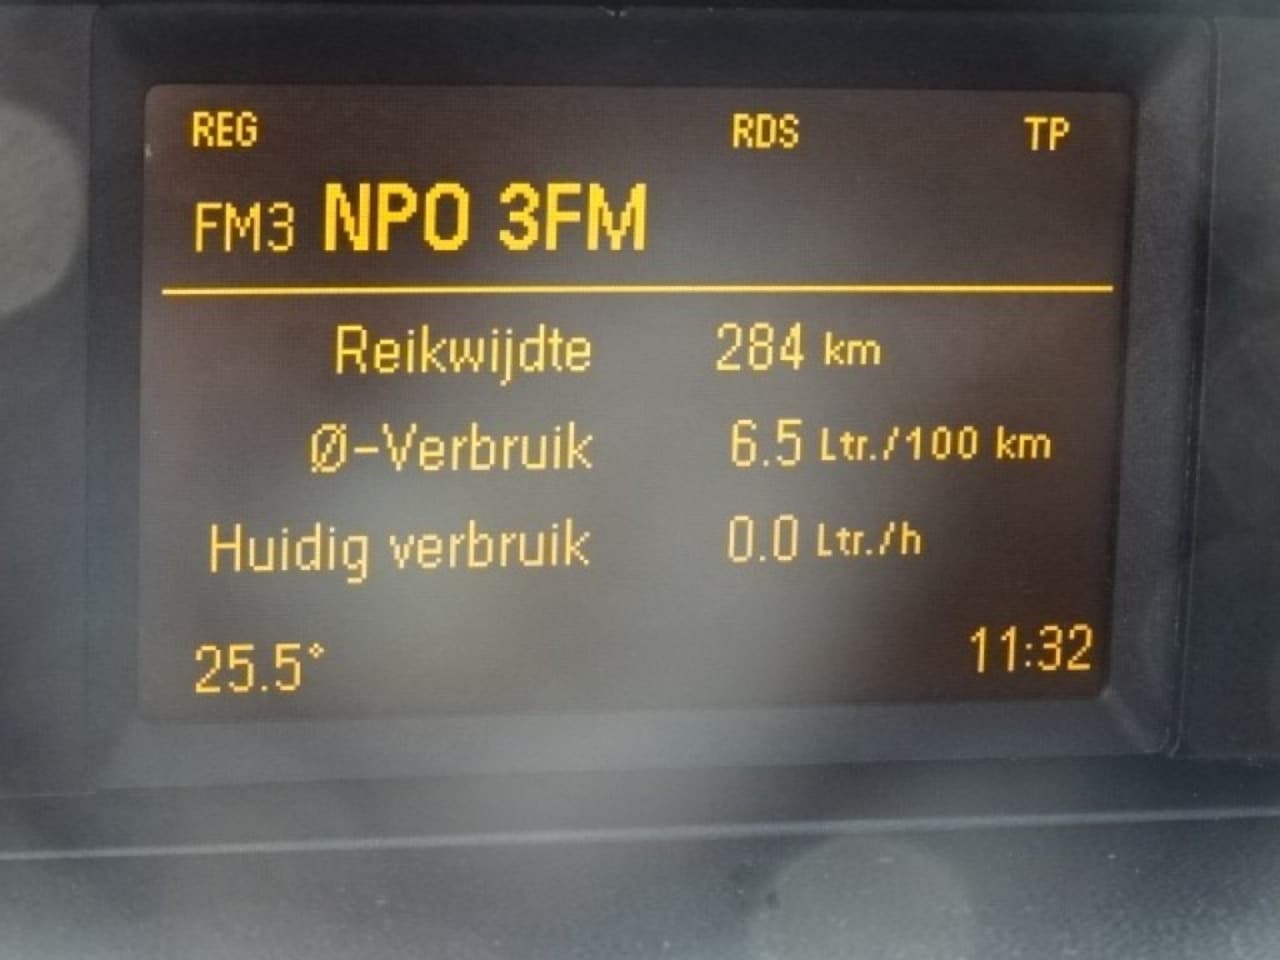 REG RDS TP
FM3 NPO 3FM
Reikwijdte 284 km
Ø-Verbruik 6.5 Ltr./100 km
Huidig verbruik 0.0 Ltr./h
25.5° 11:32